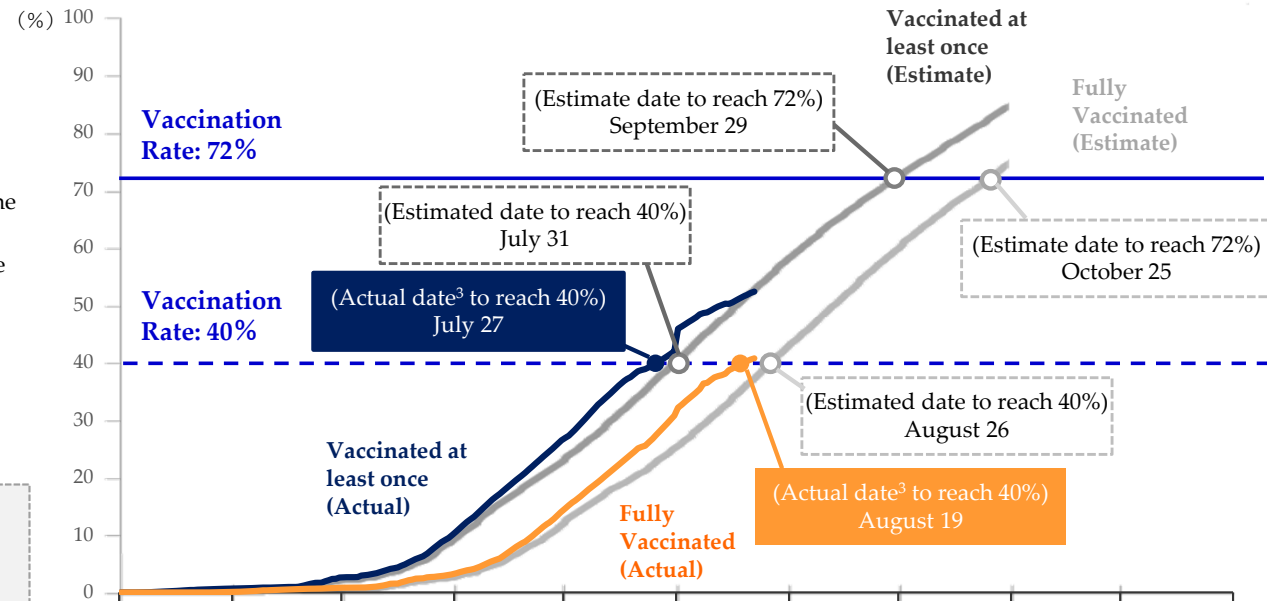 (%)
100
90
80
70
60
50
40
30
20
10
0
Vaccinated at
least once
(Estimate)
Fully
Vaccinated
(Estimate)
(Estimate date to reach 72%)
September 29
Vaccination
Rate: 72%
(Estimated date to reach 40%)
July 31
(Estimate date to reach 72%)
October 25
(Actual date³ to reach 40%)
July 27
Vaccination
Rate: 40%
(Estimated date to reach 40%)
August 26
Vaccinated at
least once
(Actual)
(Actual date³ to reach 40%)
August 19
Fully
Vaccinated
(Actual)